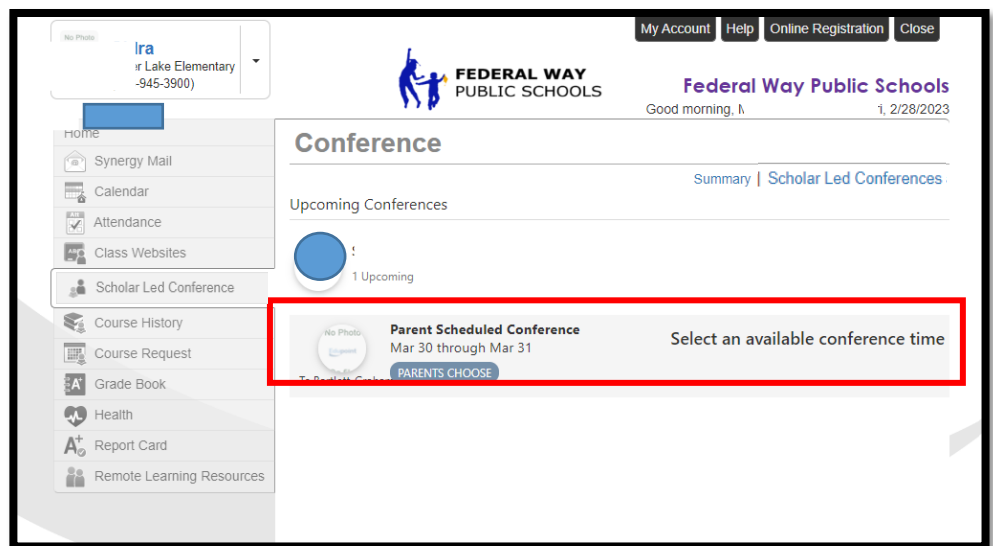 My Account Help Online Registration Close
No Photo
Elementary
-945-3900)
FEDERAL WAY
PUBLIC SCHOOLS
Federal Way Public Schools
Good morning, 2/28/2023
Home
Synergy Mail
Calendar
Attendance
Class Websites
Scholar Led Conference
Course History
Course Request
Grade Book
Health
Report Card
Remote Learning Resources
Conference
Summary | Scholar Led Conferences
Upcoming Conferences
1 Upcoming
No Photo
Parent Scheduled Conference
Mar 30 through Mar 31
PARENTS CHOOSE
Select an available conference time